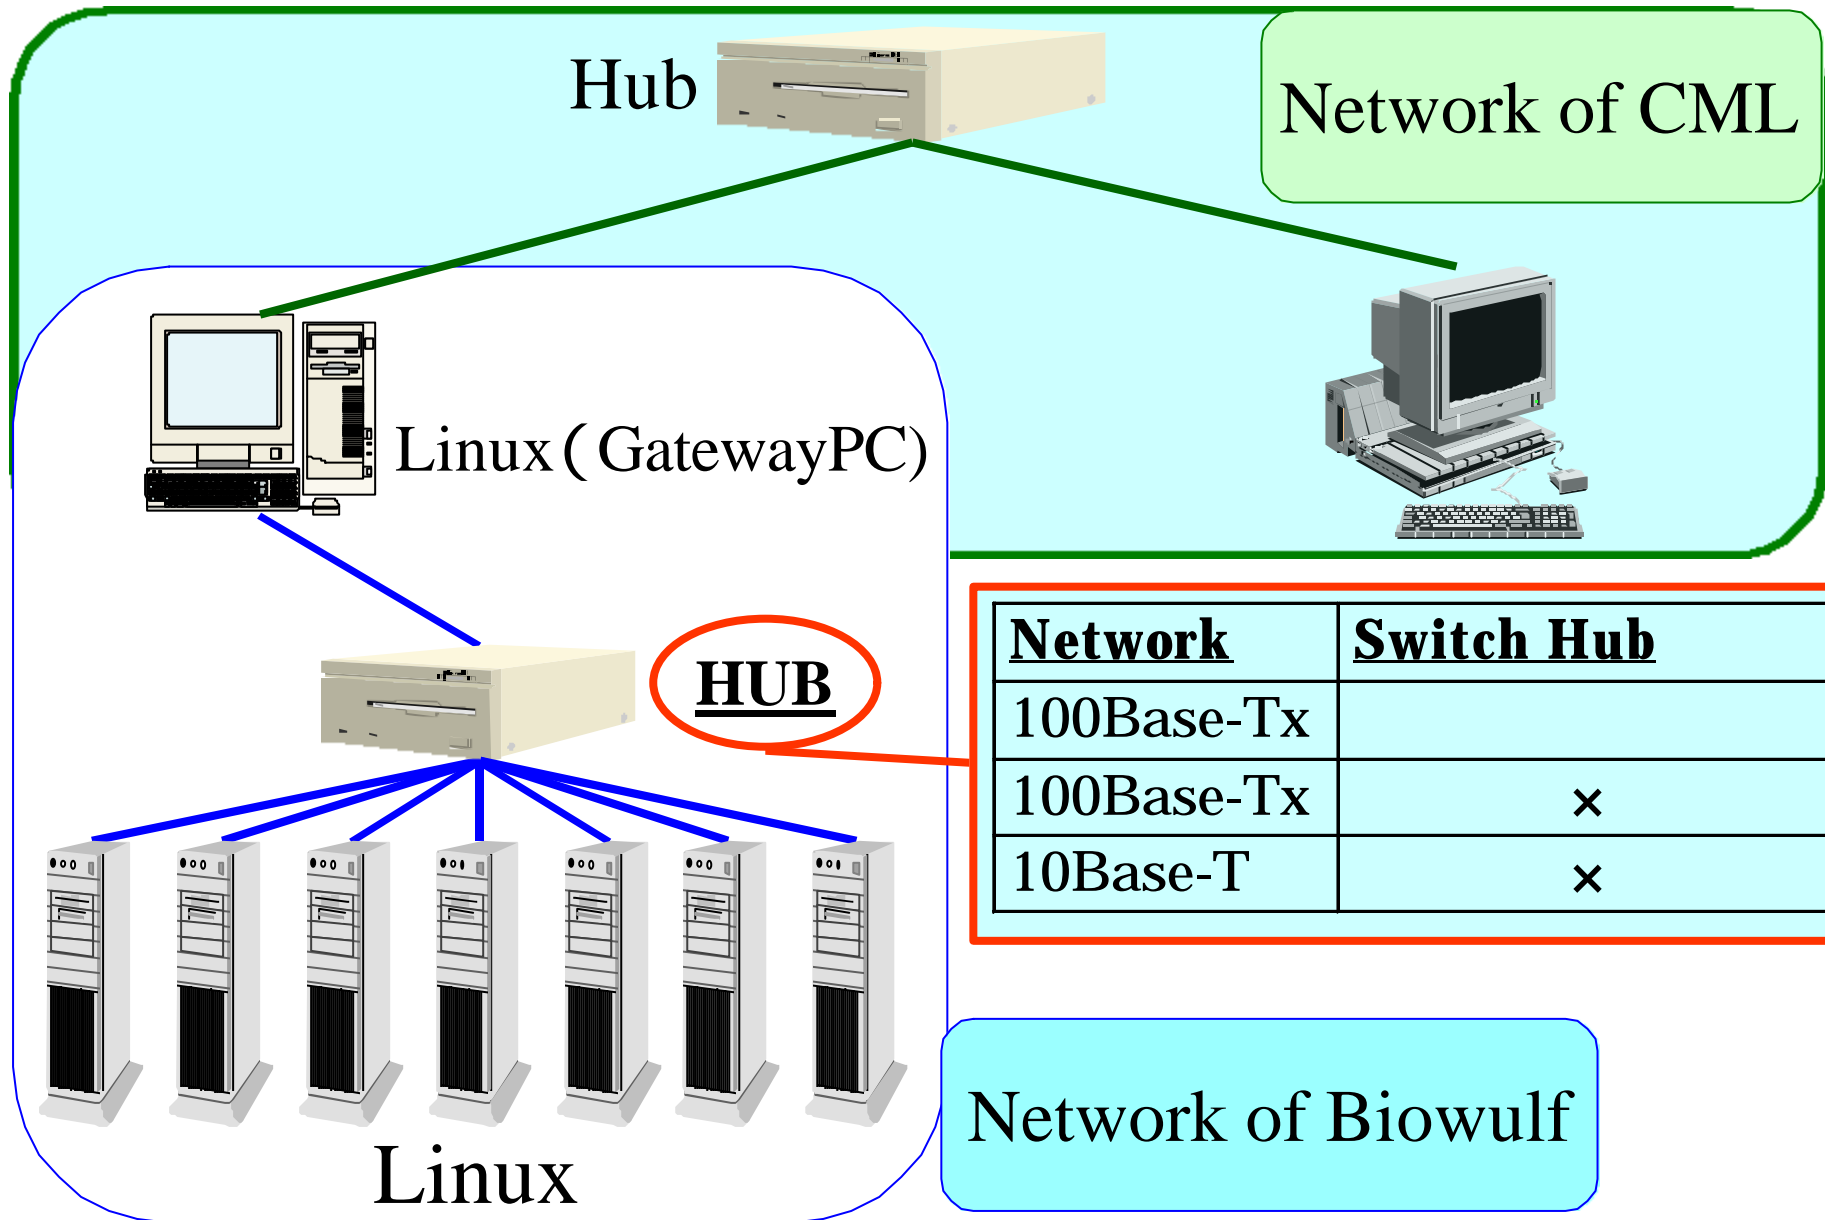 Hub
Network of CML
Linux (GatewayPC)
HUB
Network Switch Hub
100Base-Tx
100Base-Tx ×
10Base-T ×
Network of Biowulf
Linux